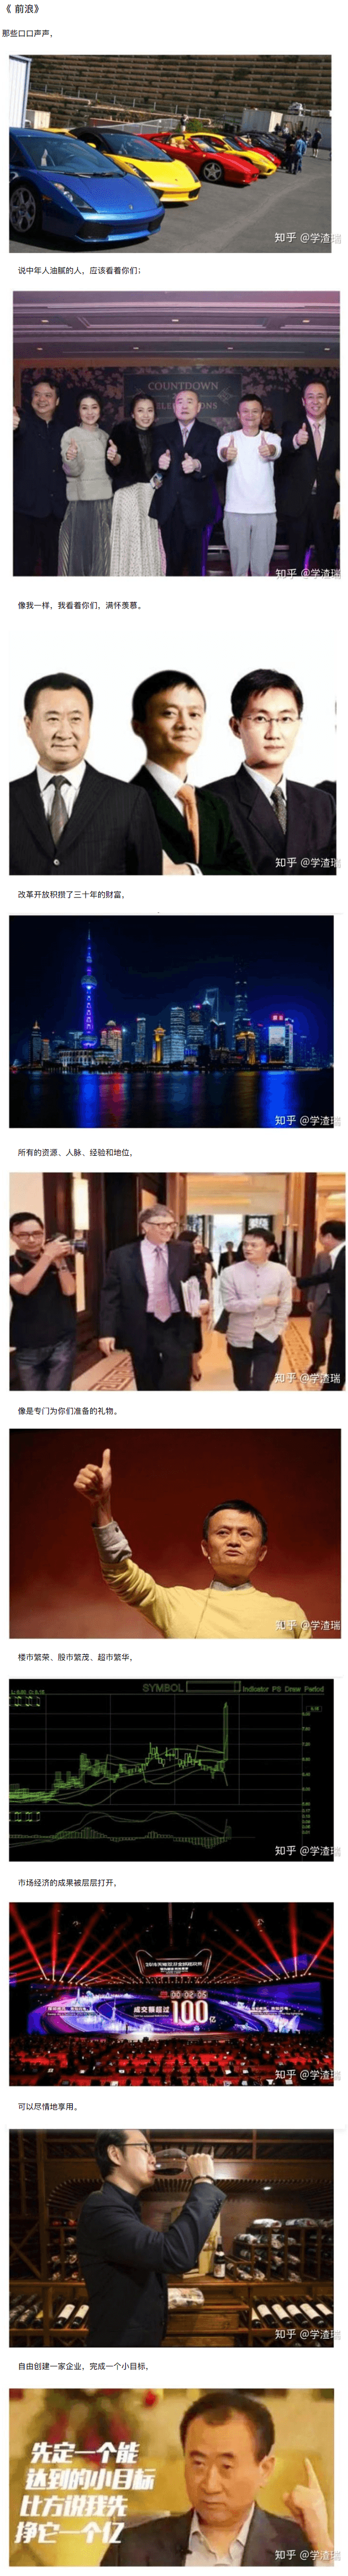 《 前浪》
那些口口声声，
知乎 @学渣瑞
说中年人油腻的人，应该看着你们；
COUNTDOWN
知乎 @学渣瑞
像我一样，我看着你们，满怀羡慕。
知乎 @学渣瑞
改革开放积攒了三十年的财富，
知乎 @学渣瑞
所有的资源、人脉、经验和地位，
知乎 @学渣瑞
像是专门为你们准备的礼物。
知乎 @学渣瑞
楼市繁荣、股市繁茂、超市繁华，
SYMBOL
Indicator PS Draw Period
知乎 @学渣瑞
市场经济的成果被层层打开，
00:02:05
成交额超过
100亿
知乎 @学渣瑞
可以尽情地享用。
知乎 @学渣瑞
自由创建一家企业，完成一个小目标，
先定一个能
达到的小目标
比方说我先
挣它一个亿
知乎 @学渣瑞